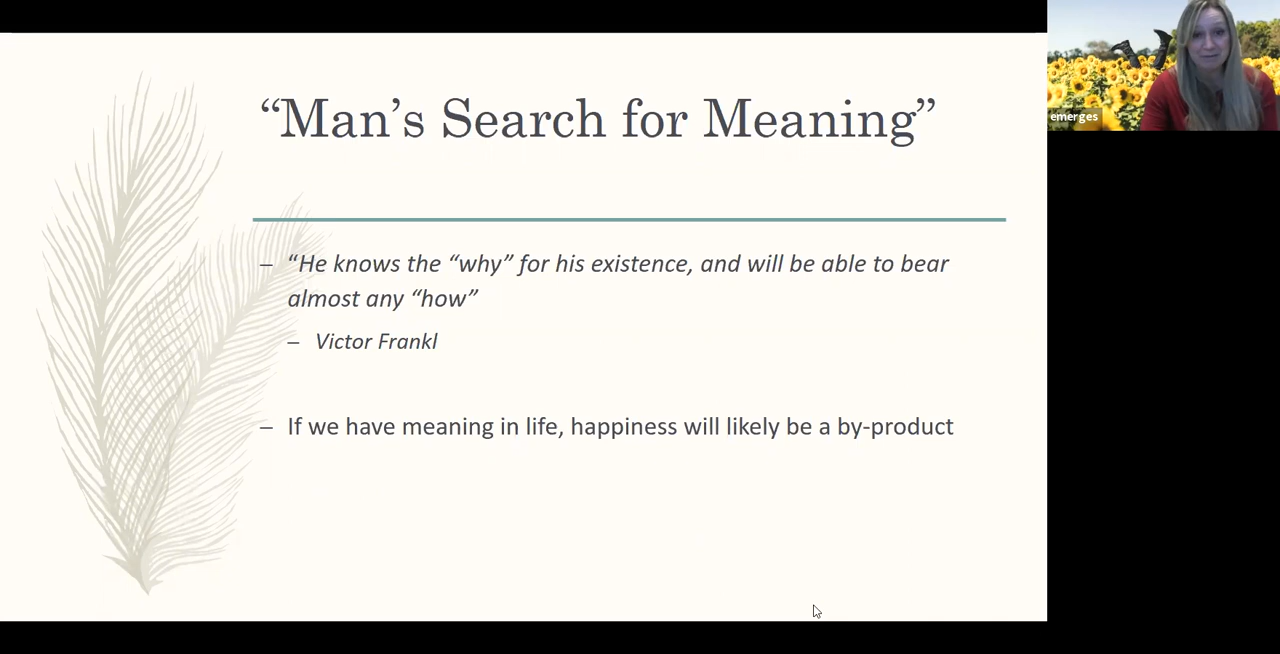 “Man’s Search for Meaning”
emerges
– “He knows the “why” for his existence, and will be able to bear
almost any “how”
– Victor Frankl
– If we have meaning in life, happiness will likely be a by-product